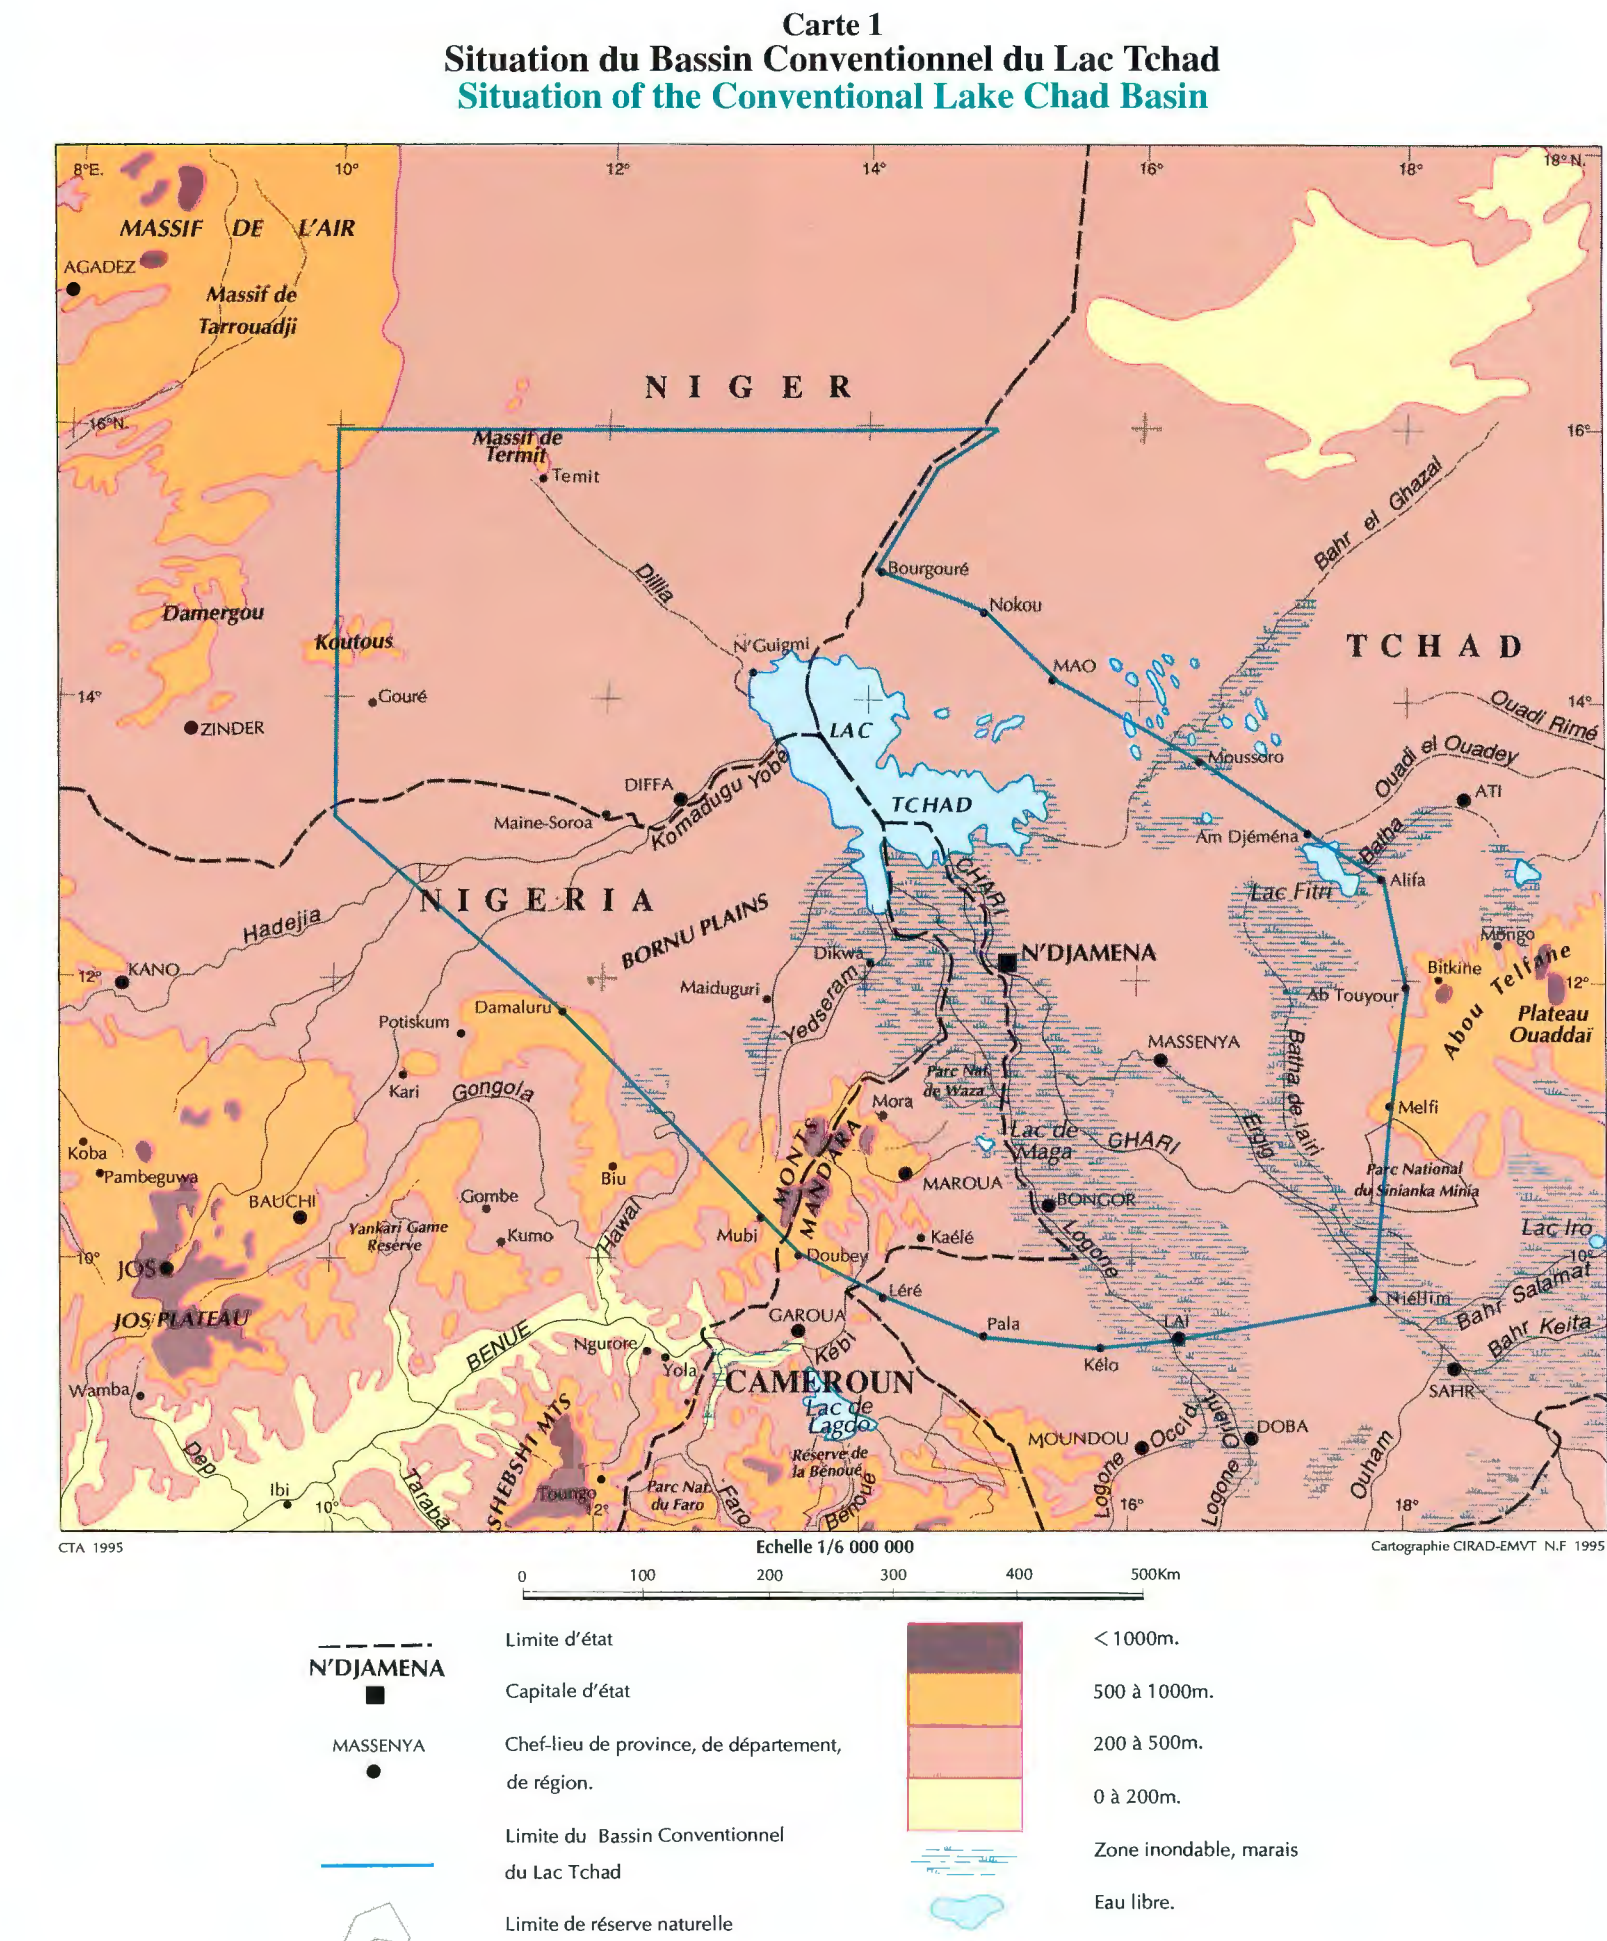 Carte 1
Situation du Bassin Conventionnel du Lac Tchad
Situation of the Conventional Lake Chad Basin
8°E.
10°
12°
14°
16°
18°
18° N.
MASSIF DE L'AIR
AGADEZ
Massif de
Tarrouadji
NIGER
16°N.
16°
Massif de
Termit
Temit
Bahr el Ghazal
Dillia
Bourgouré
Nokou
Damergou
Koutous
N'Guigmi
TCHAD
MAO
14°
Gouré
14°
Ouadi Rimé
ZINDER
LAC
Moussoro
Ouadi el Ouadey
DIFFA
Komadugu Yobe
TCHAD
ATI
Maine-Soroa
Am Djéména
Batha
CHARI
Alifa
Lac Fitri
NIGERIA
Hadejia
BORNU PLAINS
Mongo
Dikwa
N'DJAMENA
12°
KANO
Bitkine
Abou Telfane
12°
Maiduguri
Yedseram
Ab Touyour
Damaluru
Plateau
Ouaddaï
Potiskum
MASSENYA
Batha de lairi
Parc Nat.
de Waza
Kari
Gongola
Mora
Melfi
MONTS
MANDARA
Lac de
Maga
CHARI
Ergig
Koba
Pambeguwa
Biu
MAROUA
Parc National
du Sinianka Minia
BAUCHI
Gombe
BONGOR
Yankari Game
Reserve
Kumo
Hawal
Mubi
Kaélé
Logone
Lac Iro
10°
JOS
Doubey
10°
Léré
Niellim
Bahr Salamat
JOS PLATEAU
GAROUA
Pala
LAÏ
Bahr Keita
BENUE
Ngurore
Kébi
Kélo
Yola
CAMEROUN
Wamba
SAHR
Lac de
Lagdo
SHEBSHI MTS
MOUNDOU
Logone Occid.
Logone Orient.
DOBA
Dep
Réserve de
la Bénoué
Ouham
Taraba
Toungo
Parc Nat.
du Faro
Faro
Bénoué
Ibi
10°
12°
16°
18°
CTA 1995
Echelle 1/6 000 000
Cartographie CIRAD-EMVT N.F 1995
0 100 200 300 400 500Km
Limite d'état
< 1000m.
N'DJAMENA
Capitale d'état
500 à 1000m.
MASSENYA
Chef-lieu de province, de département,
de région.
200 à 500m.
0 à 200m.
Limite du Bassin Conventionnel
du Lac Tchad
Zone inondable, marais
Eau libre.
Limite de réserve naturelle